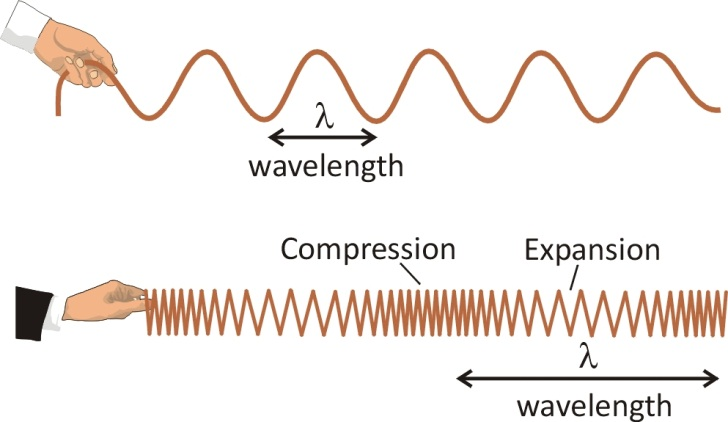 λ
wavelength
Compression
Expansion
λ
wavelength